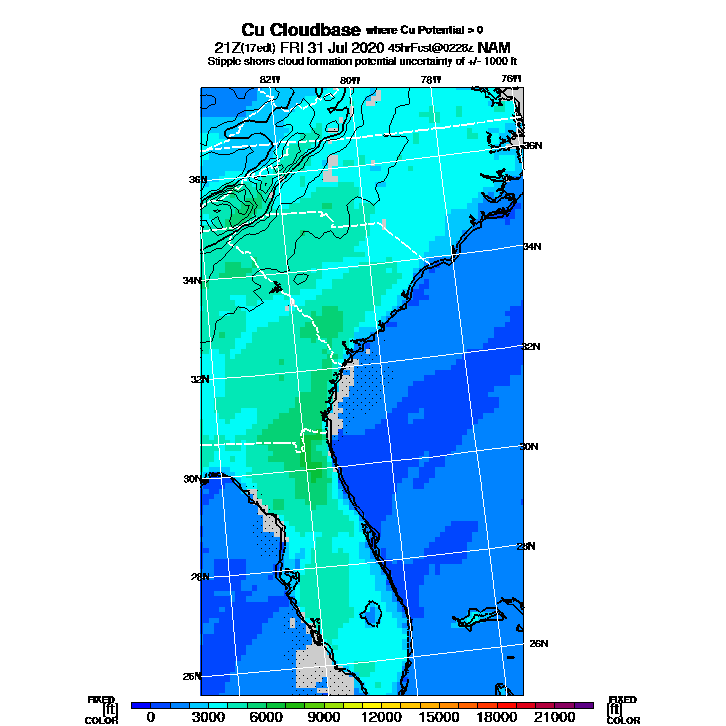 Cu Cloudbase where Cu Potential > 0
21Z(17edt) FRI 31 Jul 2020 45hrFcst@0228z NAM
Stipple shows cloud formation potential uncertainty of +/- 1000 ft
82W 80W 78W 76W
36N
36N
34N
34N
32N
32N
30N
30N
28N
28N
26N
26N
FIXED FIXED
[ft] [ft]
COLOR 0 3000 6000 9000 12000 15000 18000 21000 COLOR